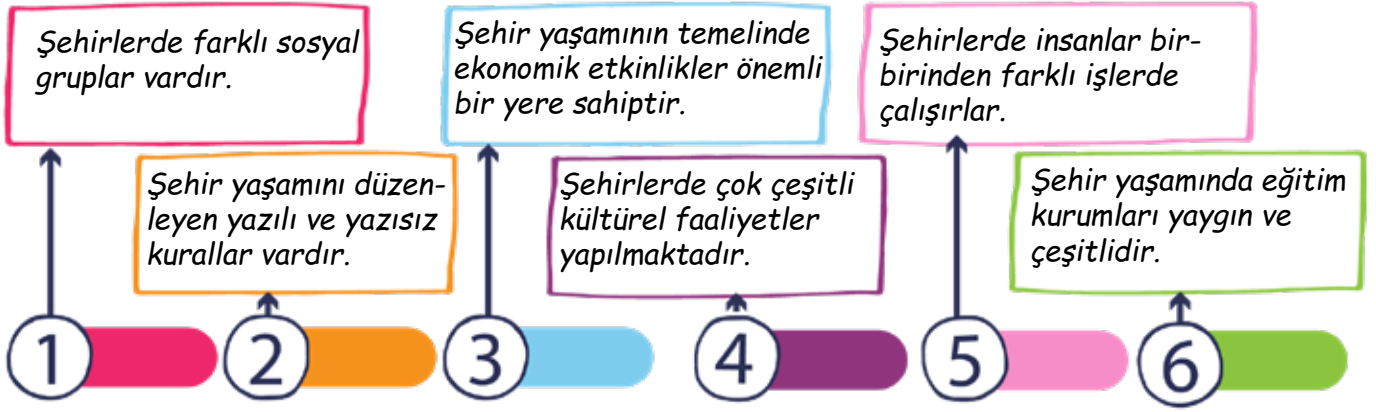 Şehirlerde farklı sosyal
gruplar vardır.
Şehir yaşamını düzen-
leyen yazılı ve yazısız
kurallar vardır.
Şehir yaşamının temelinde
ekonomik etkinlikler önemli
bir yere sahiptir.
Şehirlerde çok çeşitli
kültürel faaliyetler
yapılmaktadır.
Şehirlerde insanlar bir-
birinden farklı işlerde
çalışırlar.
Şehir yaşamında eğitim
kurumları yaygın ve
çeşitlidir.
1
2
3
4
5
6